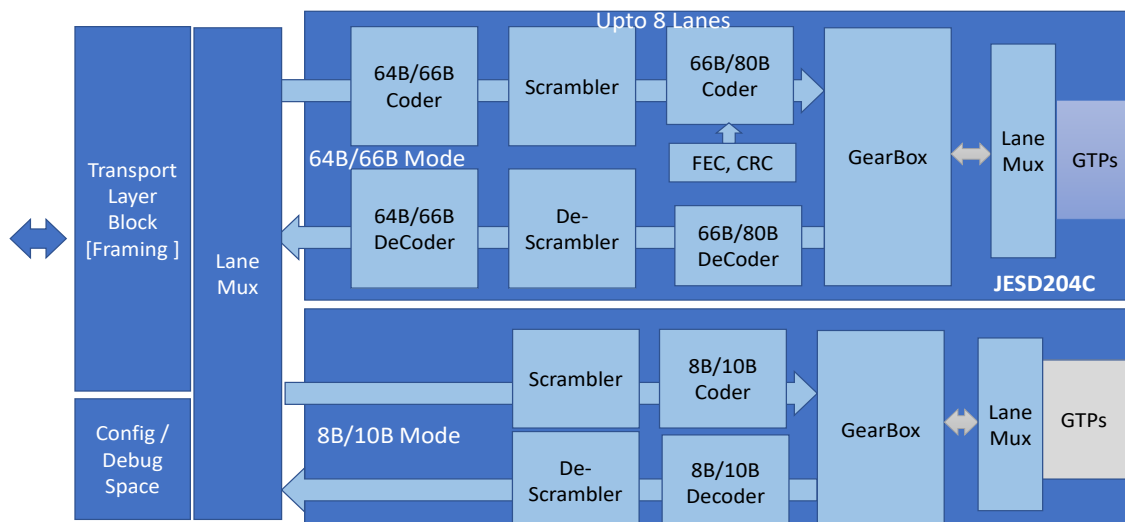 Upto 8 Lanes
64B/66B
Coder
Scrambler
66B/80B
Coder
FEC, CRC
64B/66B Mode
64B/66B
DeCoder
De-
Scrambler
66B/80B
DeCoder
GearBox
Lane
Mux
GTPs
JESD204C
Transport
Layer
Block
[Framing ]
Lane
Mux
Config /
Debug
Space
Scrambler
8B/10B
Coder
8B/10B Mode
De-
Scrambler
8B/10B
Decoder
GearBox
Lane
Mux
GTPs